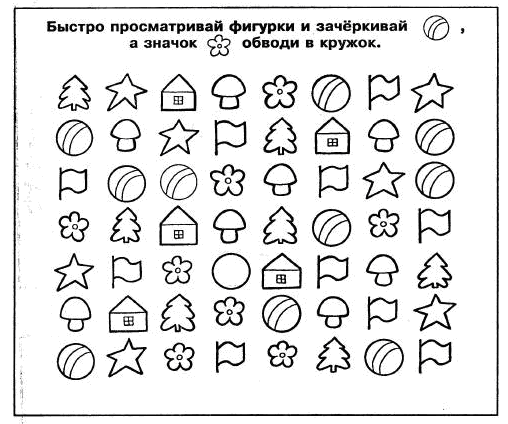 Быстро просматривай фигурки и зачёркивай ,
а значок обводи в кружок.